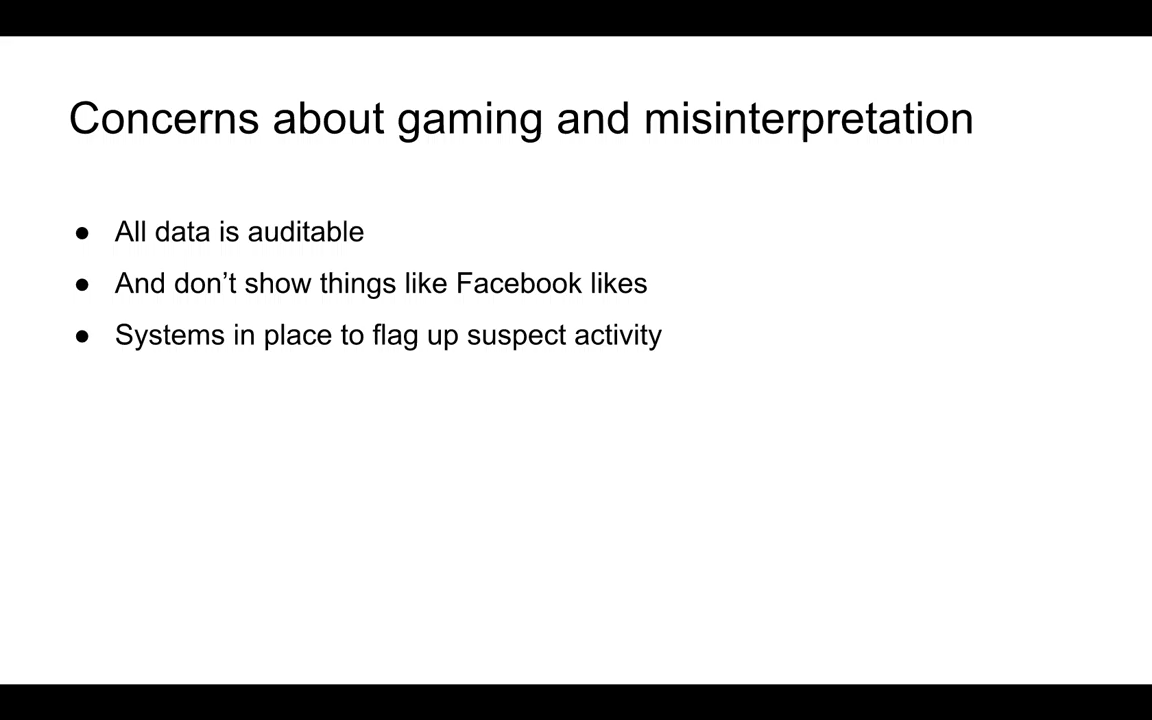 Concerns about gaming and misinterpretation
● All data is auditable
● And don’t show things like Facebook likes
● Systems in place to flag up suspect activity